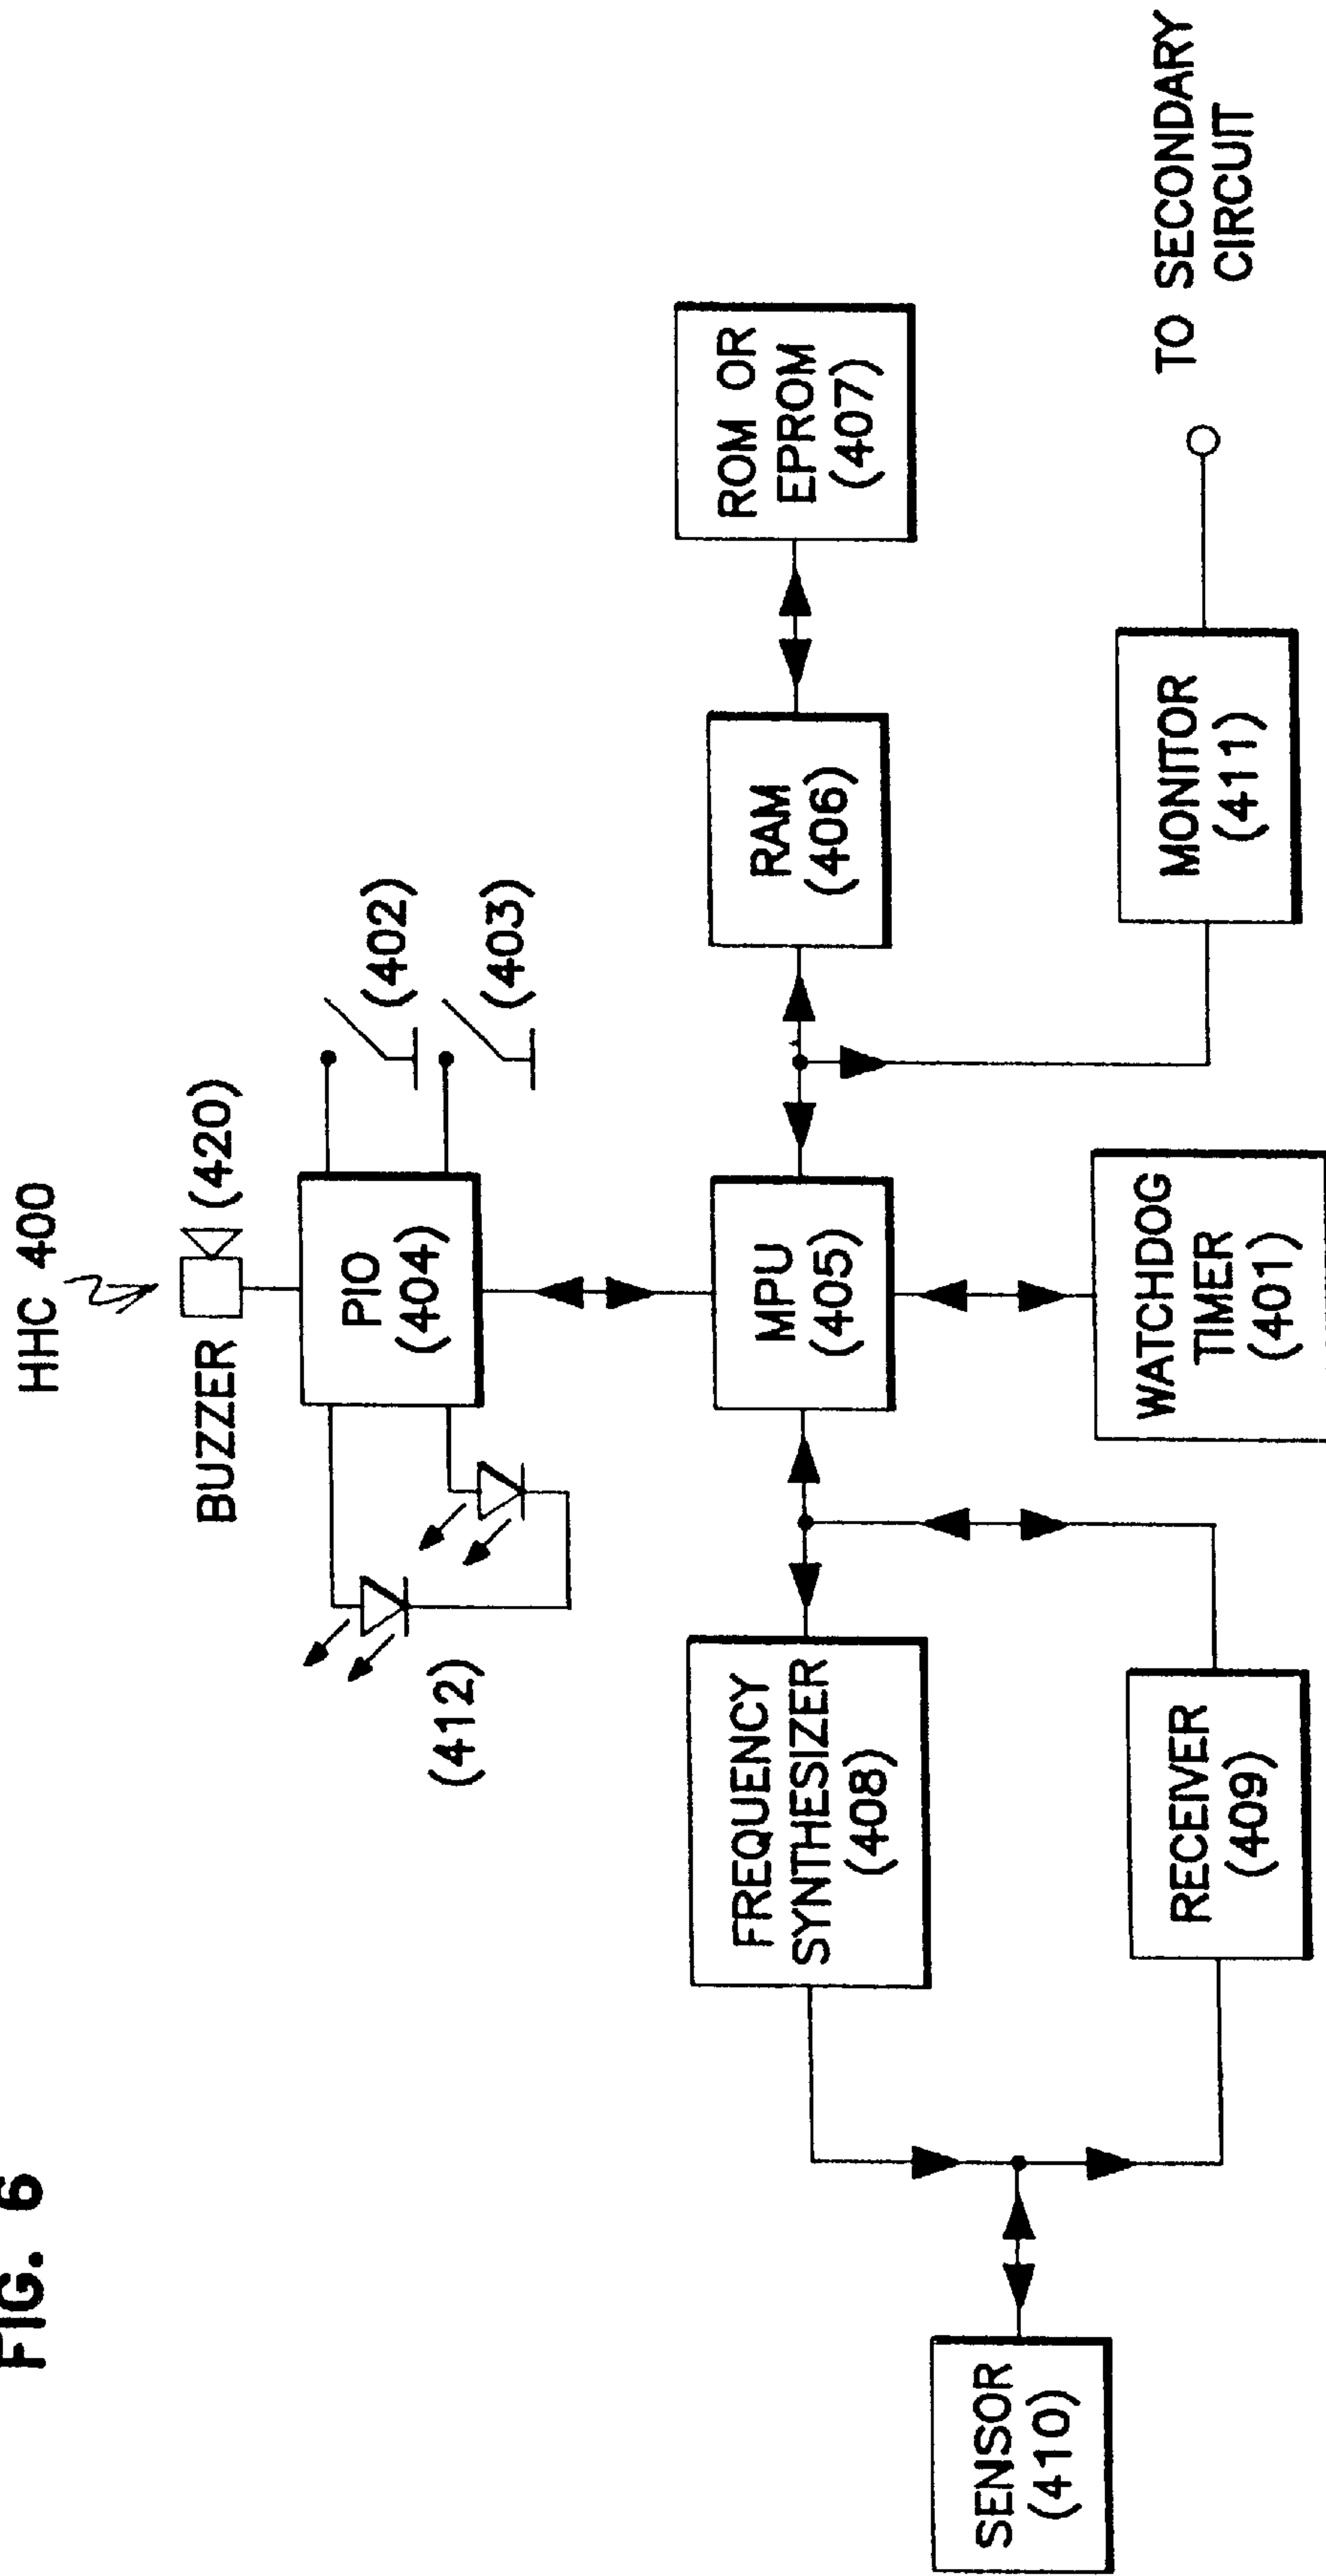 FIG. 6
HHC 400
BUZZER
(420)
PIO
(404)
(402)
(403)
(412)
FREQUENCY
SYNTHESIZER
(408)
MPU
(405)
RAM
(406)
ROM OR
EPROM
(407)
SENSOR
(410)
RECEIVER
(409)
WATCHDOG
TIMER
(401)
MONITOR
(411)
TO SECONDARY
CIRCUIT